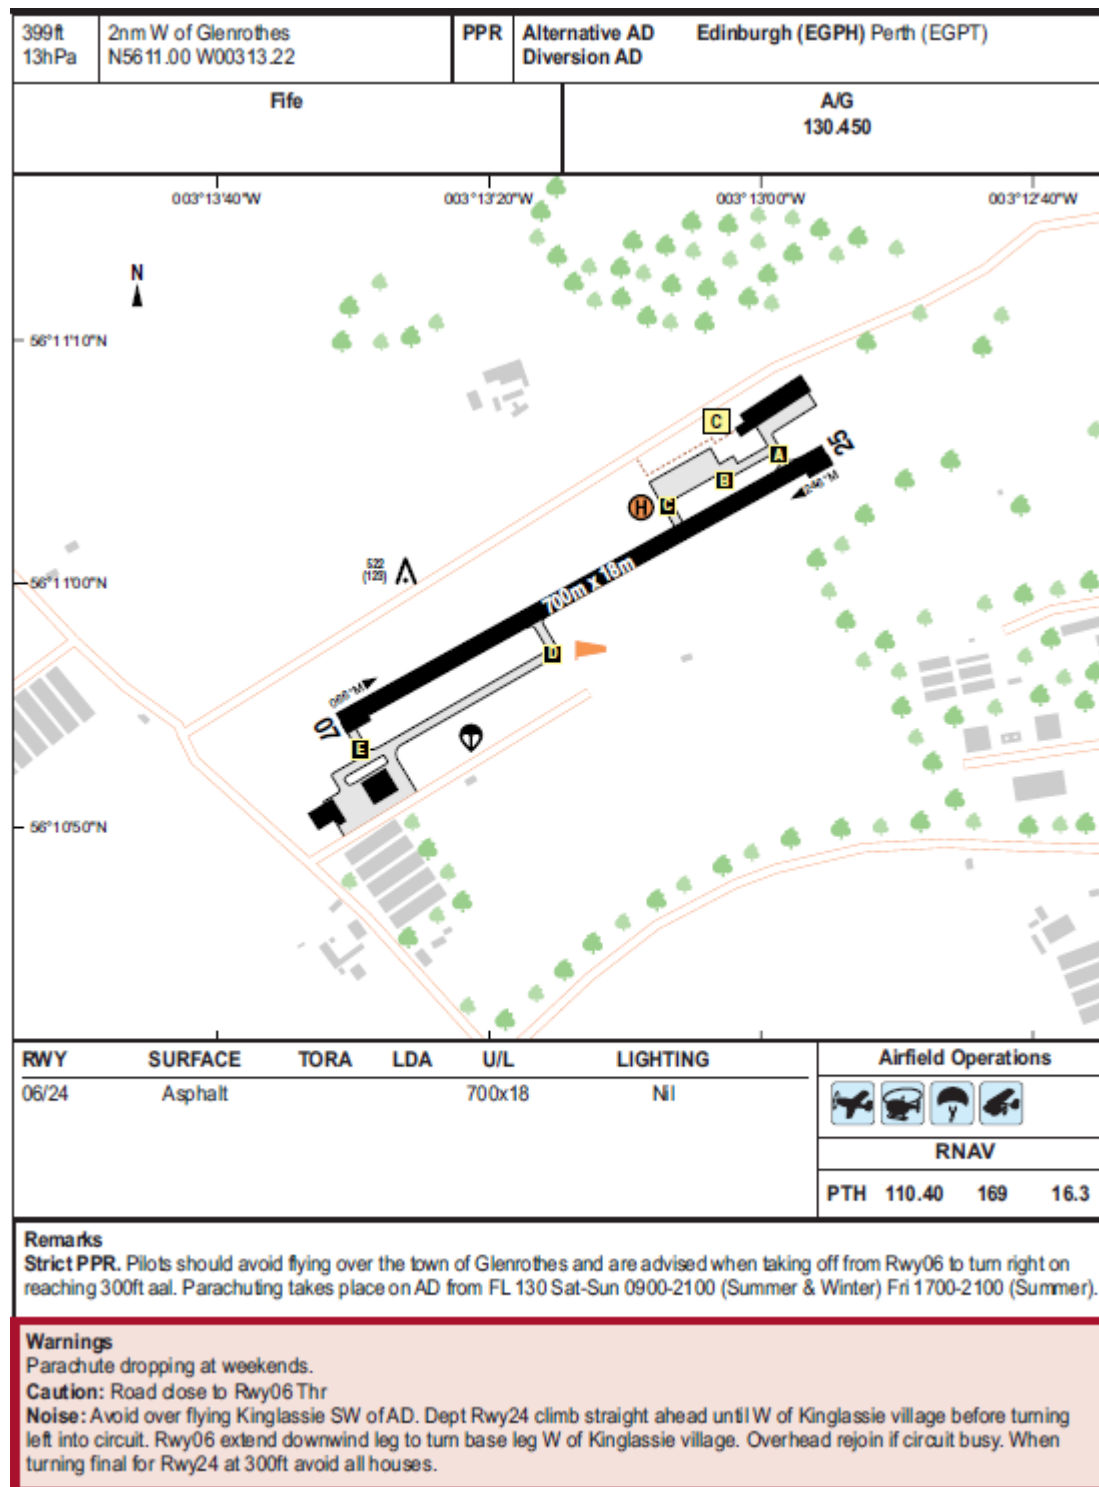 399ft 2nm W of Glenrothes PPR Alternative AD Edinburgh (EGPH) Perth (EGPT)
13hPa N5611.00 W00313.22 Diversion AD
Fife A/G
130.450
003°13'40"W 003°13'20"W 003°13'00"W 003°12'40"W
N
56°11'10"N
C
25
A
B
246°M
C
H
522
(123)
56°11'00"N
700m x 18m
D
066°M
07
E
56°10'50"N
RWY SURFACE TORA LDA U/L LIGHTING Airfield Operations
06/24 Asphalt 700x18 Nil
RNAV
PTH 110.40 169 16.3
Remarks
Strict PPR. Pilots should avoid flying over the town of Glenrothes and are advised when taking off from Rwy06 to turn right on
reaching 300ft aal. Parachuting takes place on AD from FL130 Sat-Sun 0900-2100 (Summer & Winter) Fri 1700-2100 (Summer).
Warnings
Parachute dropping at weekends.
Caution: Road close to Rwy06 Thr
Noise: Avoid over flying Kinglassie SW of AD. Dept Rwy24 climb straight ahead until W of Kinglassie village before turning
left into circuit. Rwy06 extend downwind leg to turn base leg W of Kinglassie village. Overhead rejoin if circuit busy. When
turning final for Rwy24 at 300ft avoid all houses.